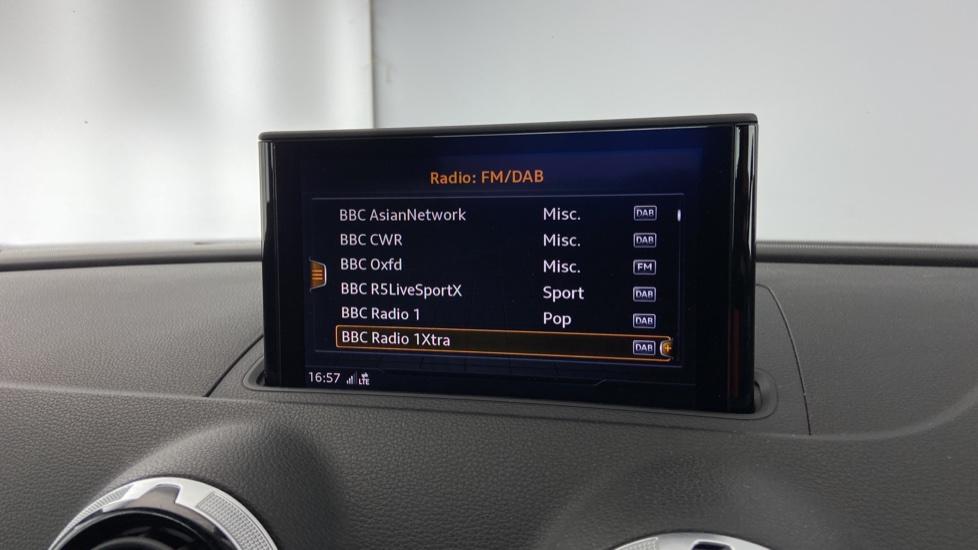 Radio: FM/DAB
BBC AsianNetwork Misc. DAB
BBC CWR Misc. DAB
BBC Oxfd Misc. FM
BBC R5LiveSportX Sport DAB
BBC Radio 1 Pop DAB
BBC Radio 1Xtra DAB
16:57 LTE